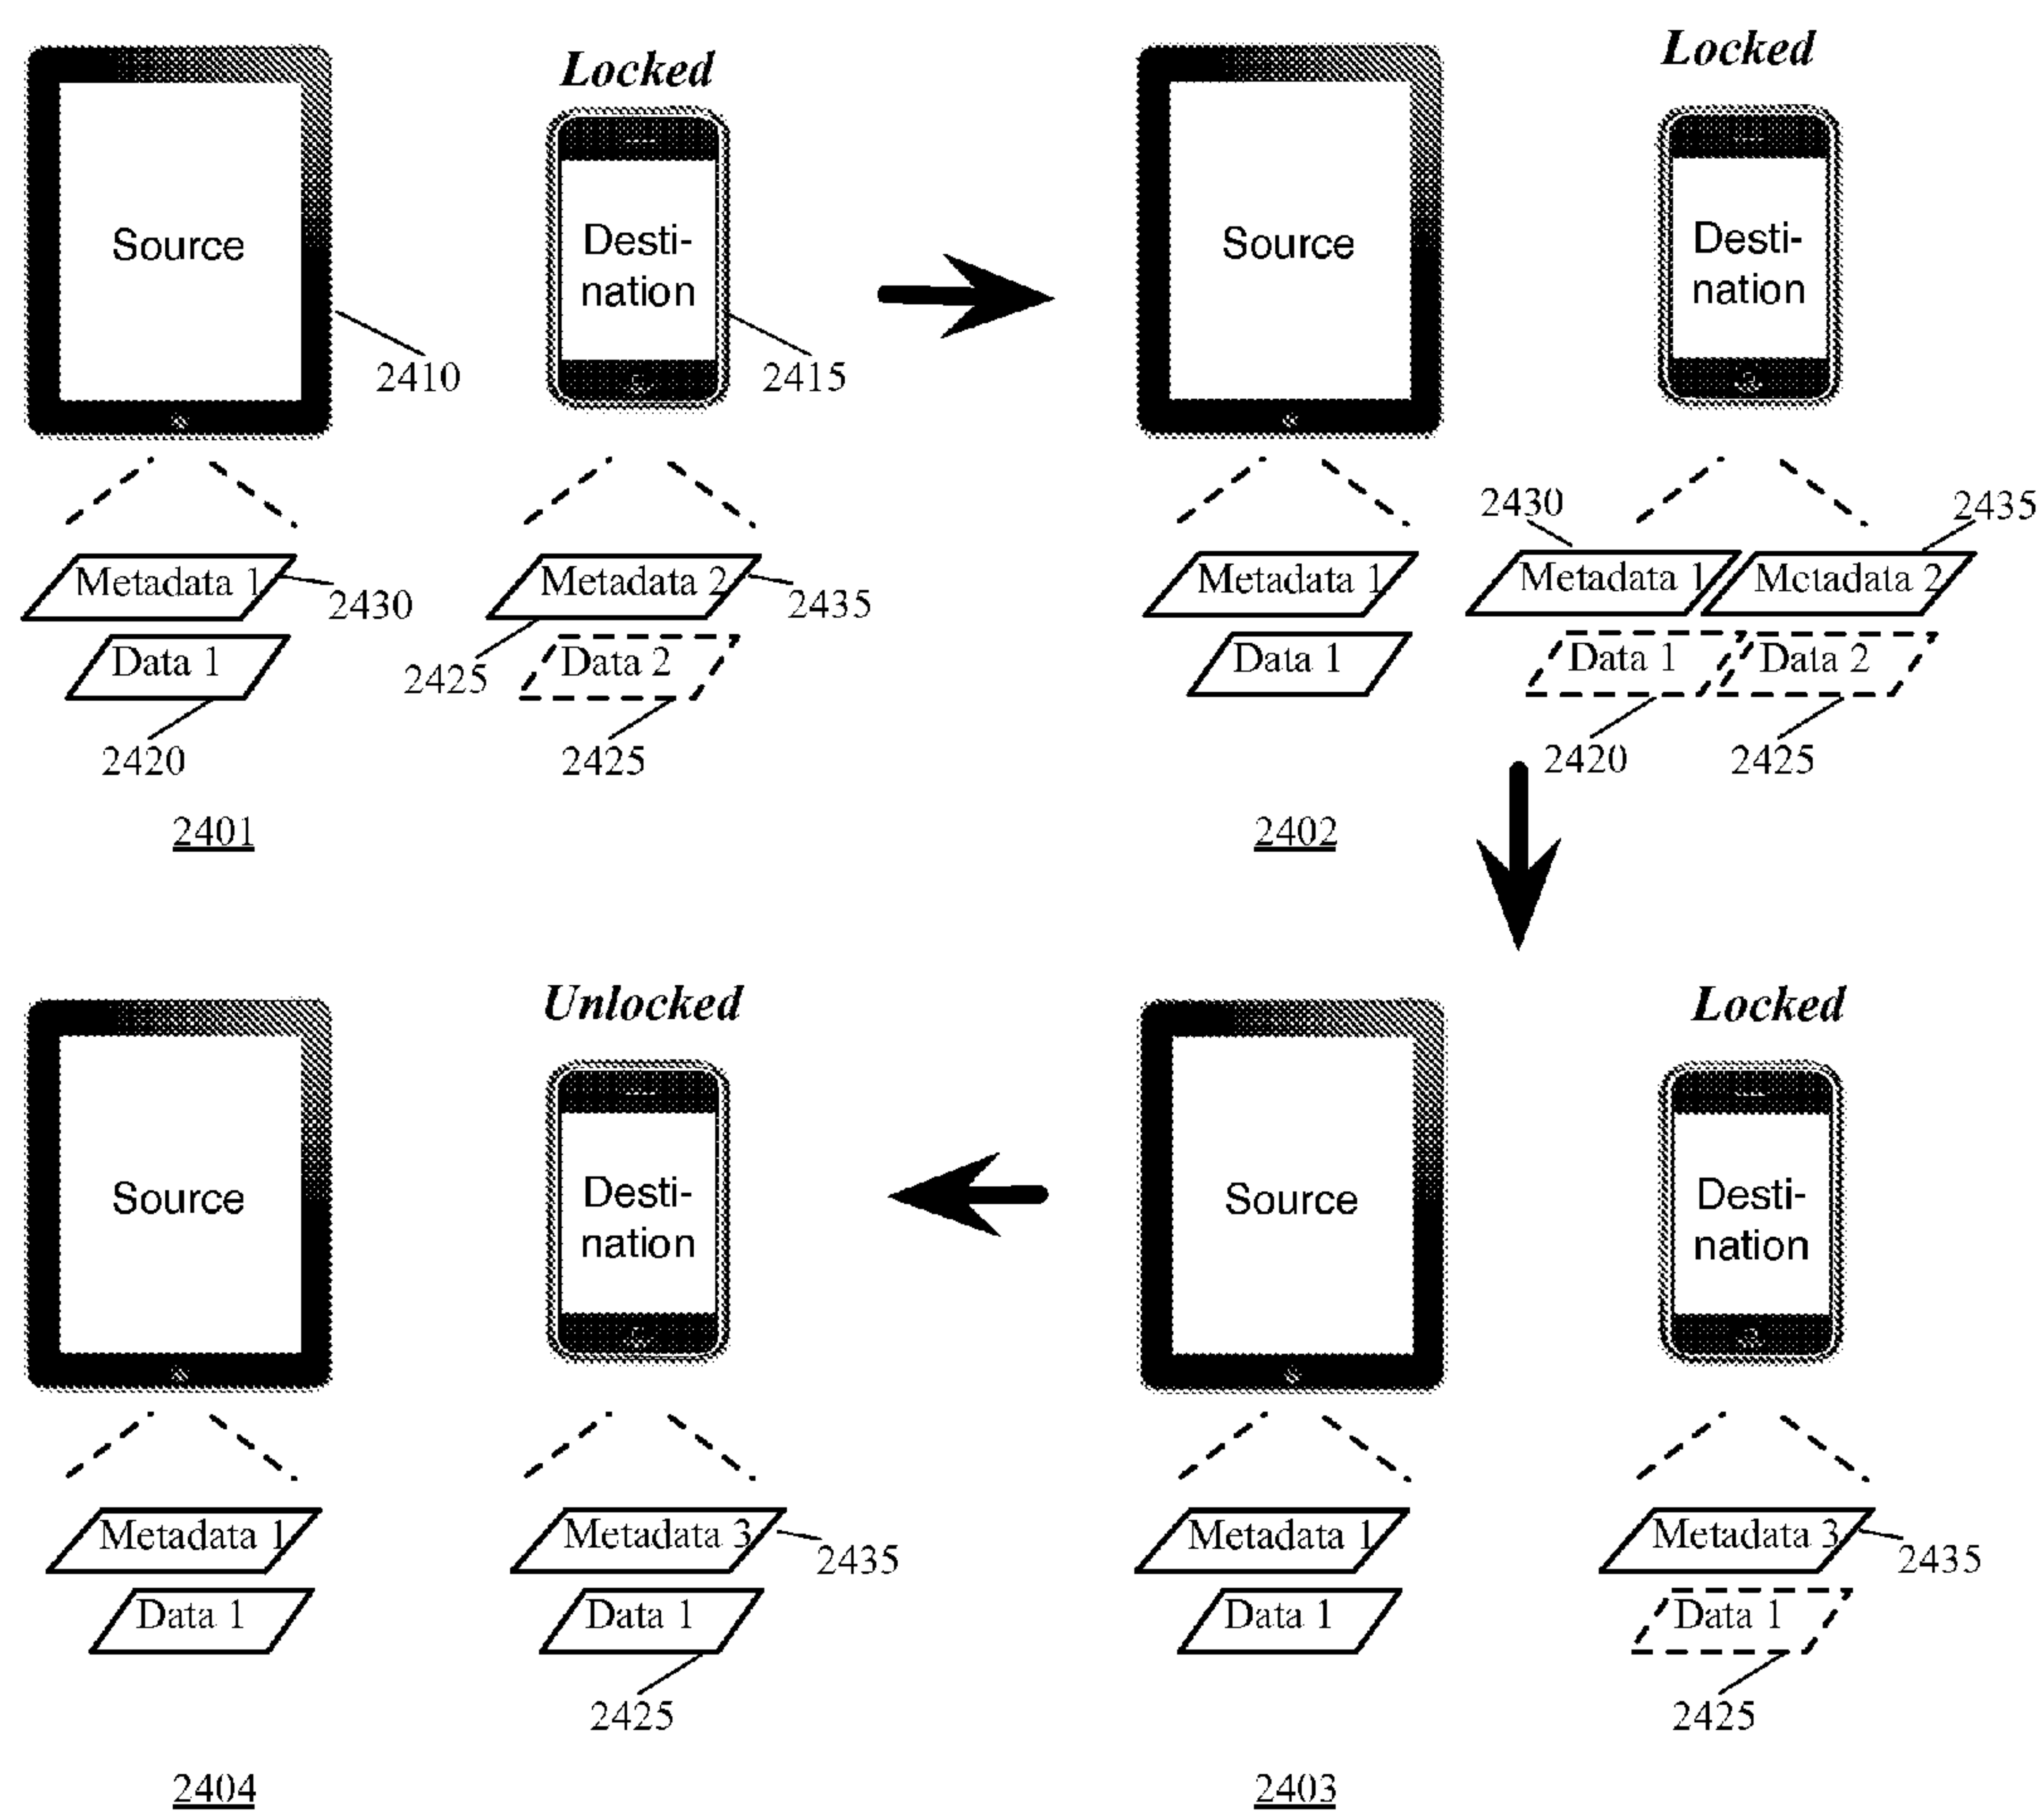 Locked
Source
Desti-
nation
2410
2415
Metadata 1
2430
Metadata 2
2435
Data 1
2425
Data 2
2420
2425
2401
Locked
Source
Desti-
nation
2430
2435
Metadata 1
Metadata 1
Metadata 2
Data 1
Data 1
Data 2
2420
2425
2402
Unlocked
Source
Desti-
nation
Metadata 1
Metadata 3
2435
Data 1
Data 1
2425
2404
Locked
Source
Desti-
nation
Metadata 1
Metadata 3
2435
Data 1
Data 1
2425
2403